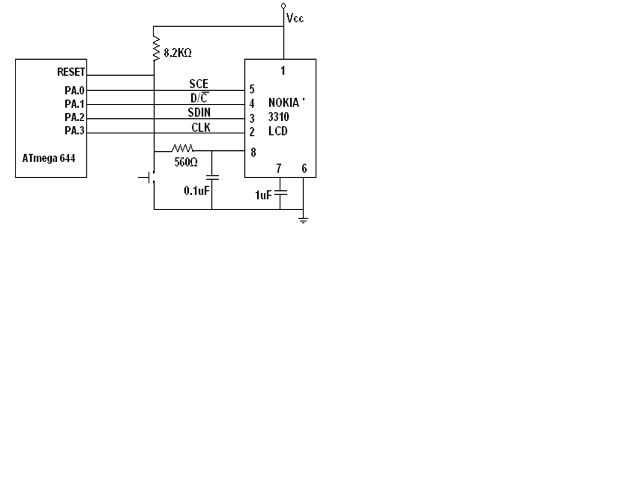 Vcc
8.2KΩ
RESET
1
PA.0
SCE
5
PA.1
D/C̅
4
NOKIA '
PA.2
SDIN
3
3310
PA.3
CLK
2
LCD
ATmega 644
560Ω
8
0.1uF
7
6
1uF